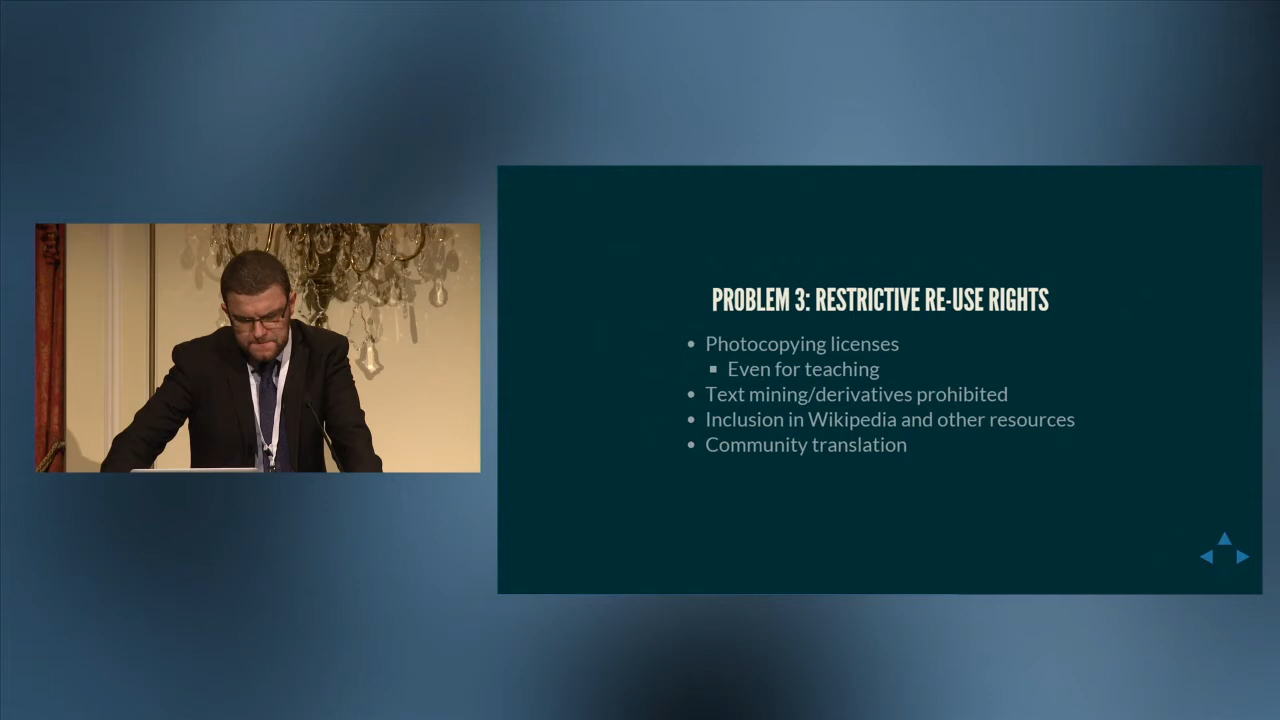 PROBLEM 3: RESTRICTIVE RE-USE RIGHTS
Photocopying licenses
Even for teaching
Text mining/derivatives prohibited
Inclusion in Wikipedia and other resources
Community translation